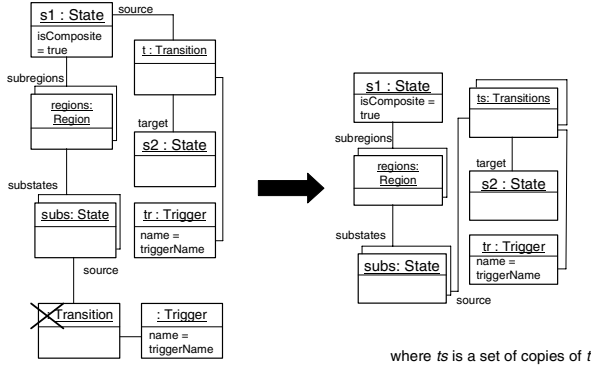 s1 : State
isComposite
= true
source
t : Transition
subregions
regions:
Region
target
s2 : State
substates
subs: State
tr : Trigger
name =
triggerName
source
: Transition
: Trigger
name =
triggerName
s1 : State
isComposite =
true
ts: Transitions
subregions
regions:
Region
target
s2 : State
substates
subs: State
tr : Trigger
name =
triggerName
source
where ts is a set of copies of t